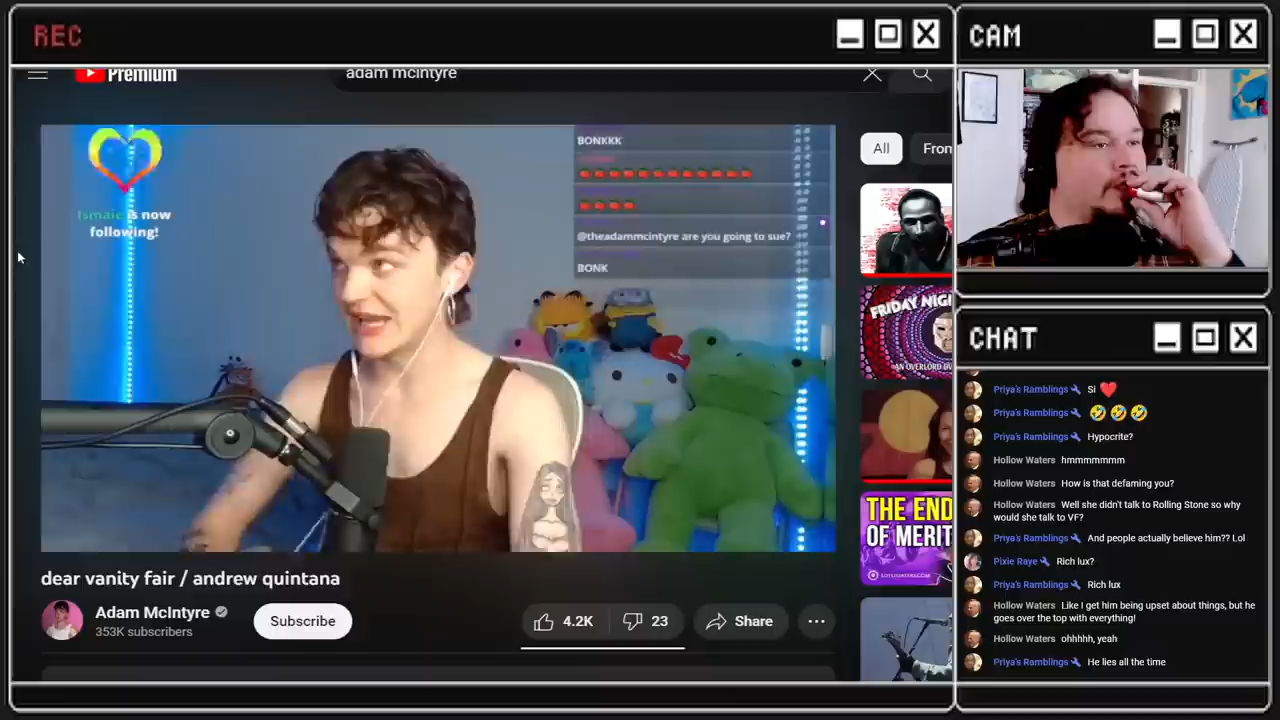 REC
Premium
adam mcintyre
Ismaie is now
following!
BONKKK
@theadammcintyre are you going to sue?
BONK
All
From
FRIDAY NIG
AN OVERLORD DV
THE END
OF MERIT
dear vanity fair / andrew quintana
Adam McIntyre
353K subscribers
Subscribe
4.2K
23
Share
CAM
CHAT
Priya's Ramblings Si ❤️
Priya's Ramblings 🤣🤣🤣
Priya's Ramblings Hypocrite?
Hollow Waters hmmmmmmm
Hollow Waters How is that defaming you?
Hollow Waters Well she didn't talk to Rolling Stone so why
would she talk to VF?
Priya's Ramblings And people actually believe him?? Lol
Pixie Raye Rich lux?
Priya's Ramblings Rich lux
Hollow Waters Like I get him being upset about things, but he
goes over the top with everything!
Hollow Waters ohhhhh, yeah
Priya's Ramblings He lies all the time